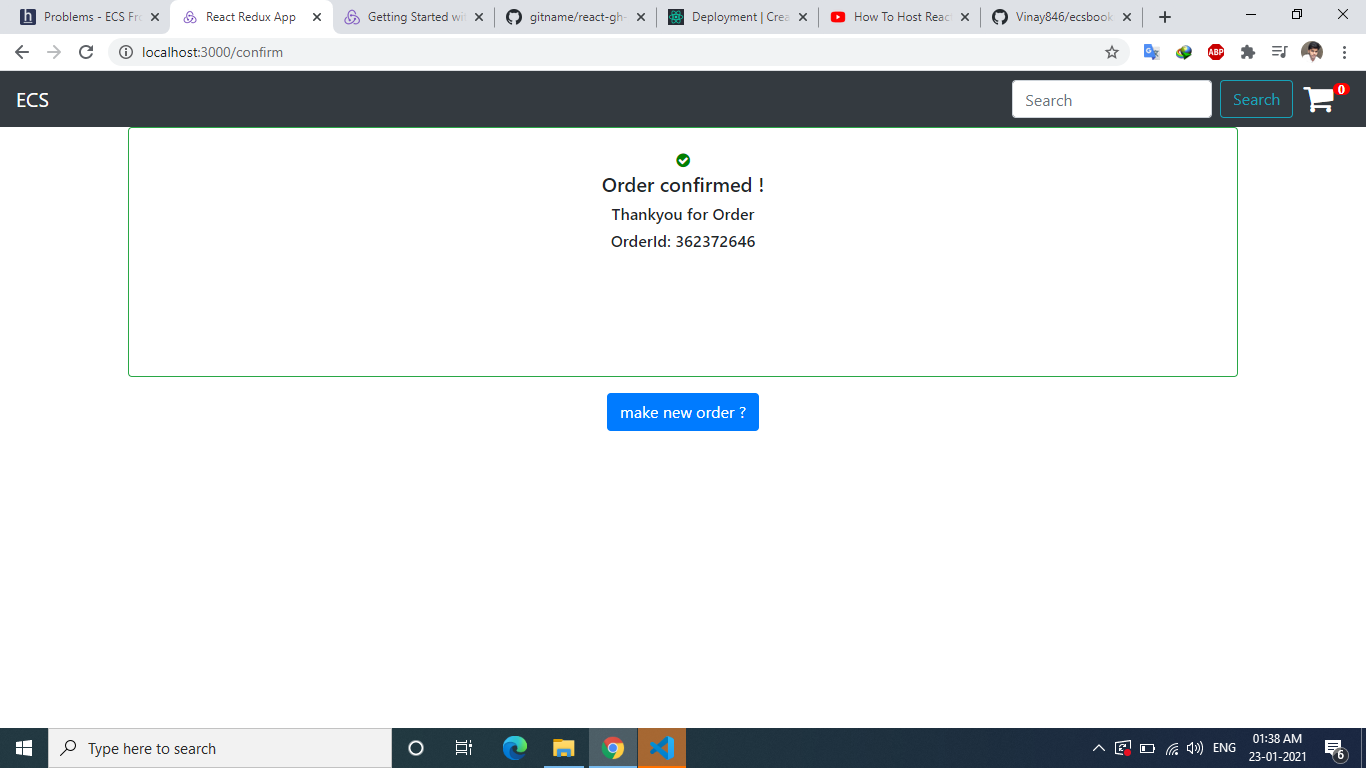 Problems - ECS Fro
React Redux App
Getting Started wi
gitname/react-gh-
Deployment | Crea
How To Host Reac
Vinay846/ecsbook
localhost:3000/confirm
ABP
ECS
Search
Search
0
Order confirmed !
Thankyou for Order
OrderId: 362372646
make new order ?
Type here to search
ENG
01:38 AM
23-01-2021
6